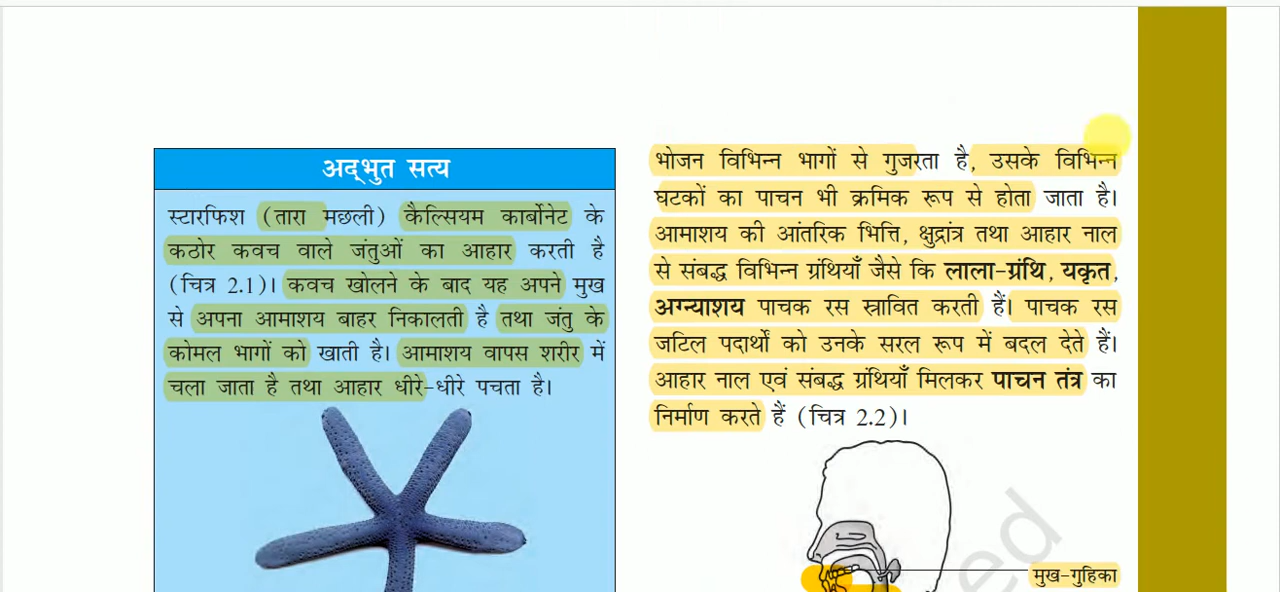 अद्‌भुत सत्य
स्टारफिश (तारा मछली) कैल्सियम कार्बोनेट के
कठोर कवच वाले जंतुओं का आहार करती है
(चित्र 2.1)। कवच खोलने के बाद यह अपने मुख
से अपना आमाशय बाहर निकालती है तथा जंतु के
कोमल भागों को खाती है। आमाशय वापस शरीर में
चला जाता है तथा आहार धीरे-धीरे पचता है।
भोजन विभिन्न भागों से गुजरता है, उसके विभिन्न
घटकों का पाचन भी क्रमिक रूप से होता जाता है।
आमाशय की आंतरिक भित्ति, क्षुद्रांत्र तथा आहार नाल
से संबद्ध विभिन्न ग्रंथियाँ जैसे कि लाला-ग्रंथि, यकृत,
अग्न्याशय पाचक रस स्रावित करती हैं। पाचक रस
जटिल पदार्थों को उनके सरल रूप में बदल देते हैं।
आहार नाल एवं संबद्ध ग्रंथियाँ मिलकर पाचन तंत्र का
निर्माण करते हैं (चित्र 2.2)।
मुख-गुहिका